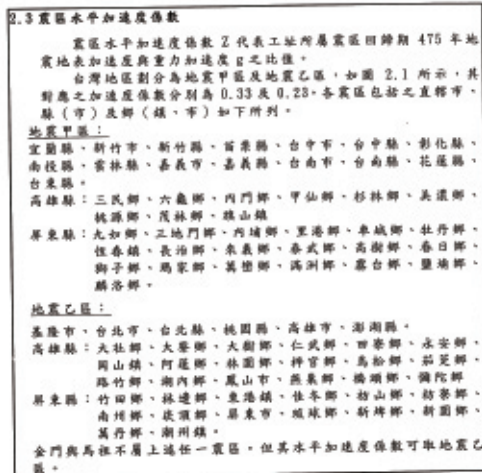 2.3 震區水平加速度係數
震區水平加速度係數 Z 代表工址所屬震區回歸期 475 年地
震地表加速度與重力加速度 g 之比值。
台灣地區劃分為地震甲區及地震乙區,如圖 2.1 所示,其
對應之加速度係數分別為 0.33 及 0.23。各震區包括之直轄市、
縣(市)及鄉(鎮、市)如下所列。
地震甲區:
宜蘭縣、新竹市、新竹縣、苗栗縣、台中市、台中縣、彰化縣、
南投縣、雲林縣、嘉義市、嘉義縣、台南市、台南縣、花蓮縣、
台東縣。
高雄縣:三民鄉、六龜鄉、內門鄉、甲仙鄉、杉林鄉、美濃鄉、
桃源鄉、茂林鄉、旗山鎮
屏東縣:九如鄉、三地門鄉、內埔鄉、里港鄉、車城鄉、牡丹鄉、
恆春鎮、長治鄉、來義鄉、泰武鄉、高樹鄉、春日鄉、
獅子鄉、瑪家鄉、萬巒鄉、滿洲鄉、霧台鄉、鹽埔鄉、
麟洛鄉。
地震乙區:
基隆市、台北市、台北縣、桃園縣、高雄市、澎湖縣。
高雄縣:大社鄉、大寮鄉、大樹鄉、仁武鄉、田寮鄉、永安鄉、
岡山鎮、阿蓮鄉、林園鄉、梓官鄉、鳥松鄉、茄萣鄉、
路竹鄉、湖內鄉、鳳山市、燕巢鄉、橋頭鄉、彌陀鄉
屏東縣:竹田鄉、林邊鄉、東港鎮、佳冬鄉、枋山鄉、枋寮鄉、
南州鄉、崁頂鄉、屏東市、琉球鄉、新埤鄉、新園鄉、
萬丹鄉、潮州鎮。
金門與馬祖不屬上述任一震區,但其水平加速度係數可取地震乙
區。